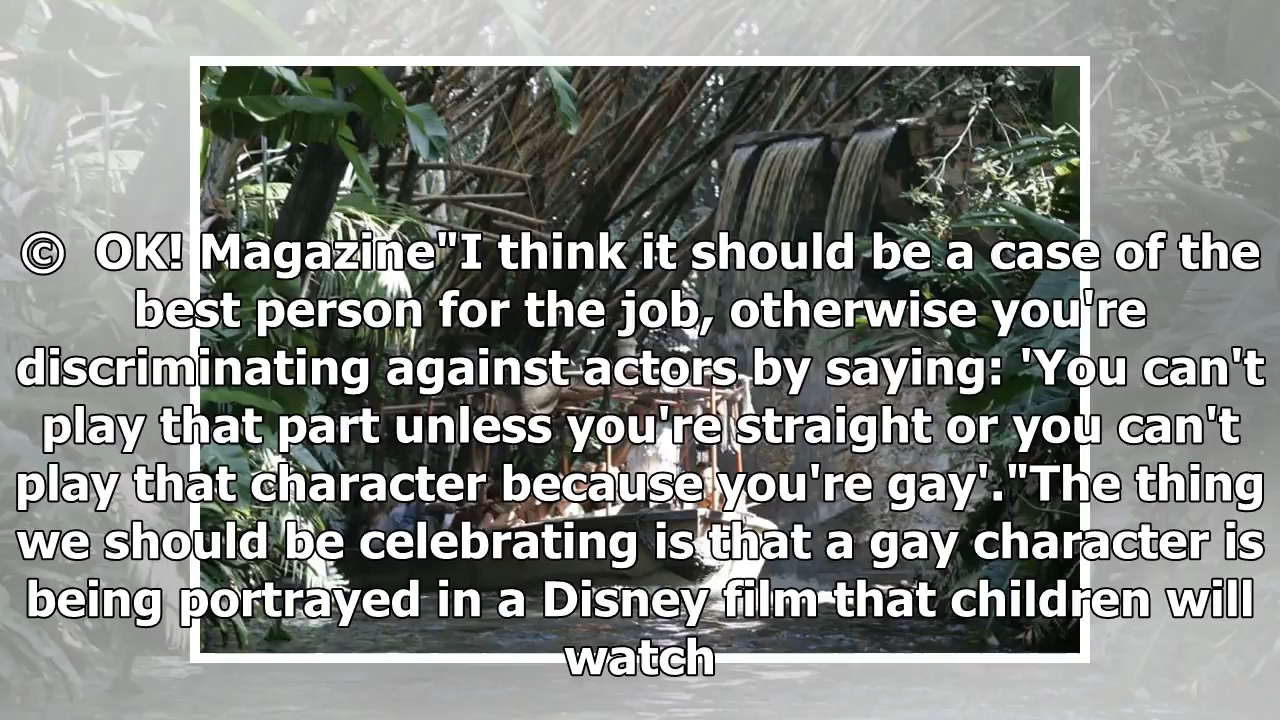 ©  OK! Magazine"I think it should be a case of the
best person for the job, otherwise you're
discriminating against actors by saying: 'You can't
play that part unless you're straight or you can't
play that character because you're gay'."The thing
we should be celebrating is that a gay character is
being portrayed in a Disney film that children will
watch